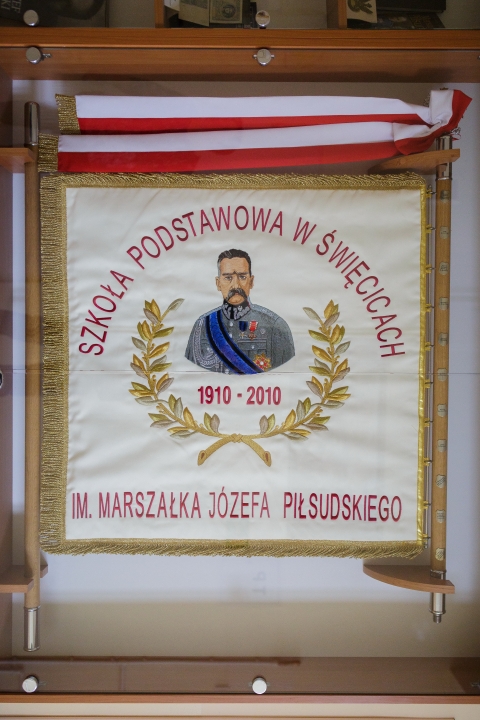 SZKOŁA PODSTAWOWA W ŚWIĘCICACH
1910 - 2010
IM. MARSZAŁKA JÓZEFA PIŁSUDSKIEGO